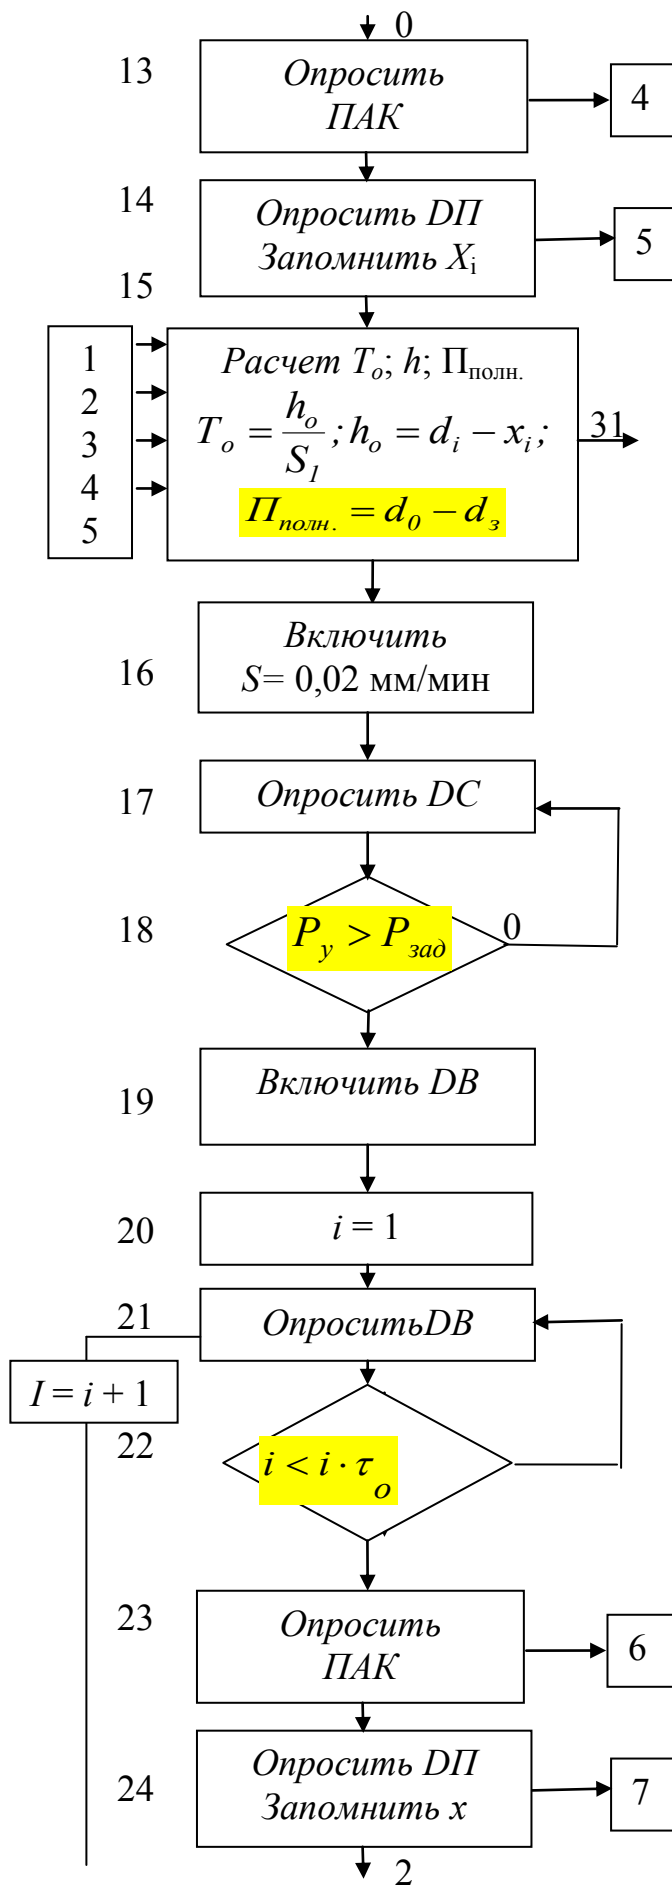 0
13
Опросить
ПАК
4
14
Опросить DП
Запомнить Xi
5
15
1
2
3
4
5
Расчет To; h; Пполн.
To = ho/S1; ho = di − xi;
Пполн. = d0 − dз
31
16
Включить
S= 0,02 мм/мин
17
Опросить DC
18
Py > Pзад
0
19
Включить DB
20
i = 1
21
ОпроситьDB
I = i + 1
22
i < i · τo
23
Опросить
ПАК
6
24
Опросить DП
Запомнить x
7
2